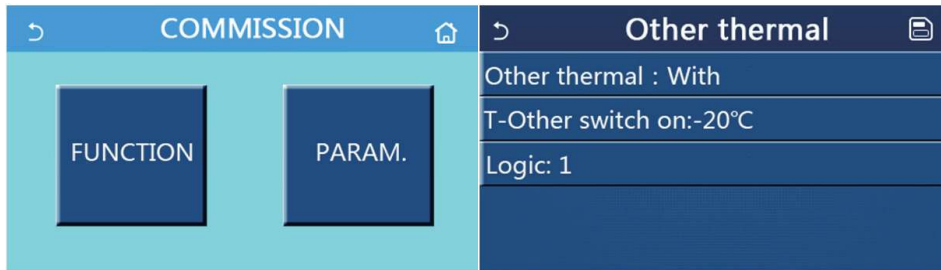 COMMISSION
FUNCTION
PARAM.
Other thermal
Other thermal : With
T-Other switch on:-20℃
Logic: 1